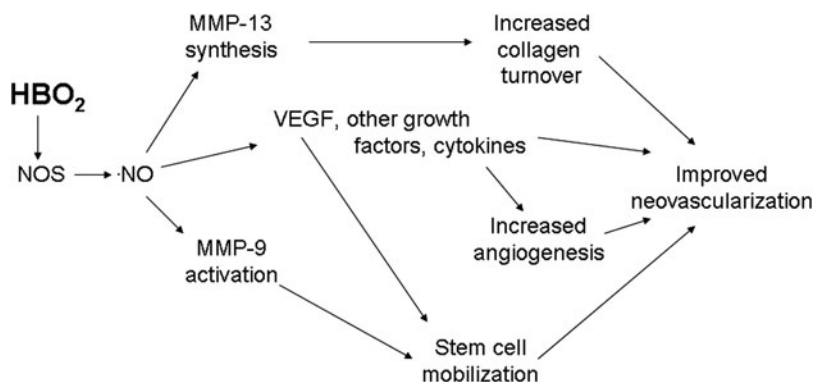 MMP-13
synthesis
Increased
collagen
turnover
HBO₂
VEGF, other growth
factors, cytokines
NOS
·NO
Improved
neovascularization
Increased
angiogenesis
MMP-9
activation
Stem cell
mobilization